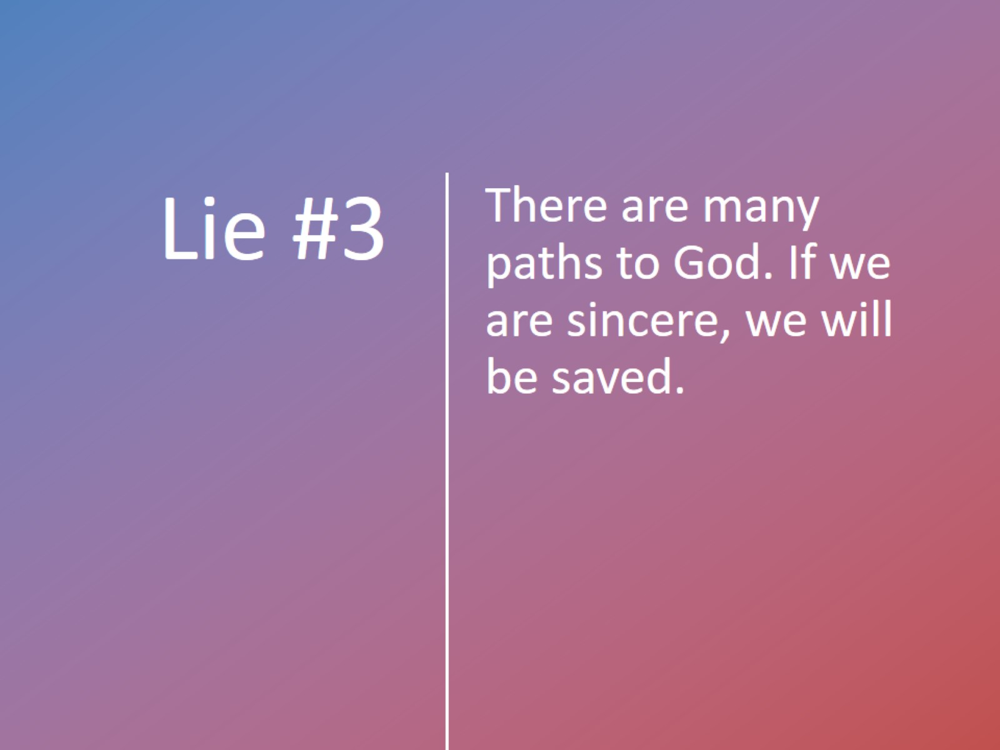 Lie #3
There are many
paths to God. If we
are sincere, we will
be saved.